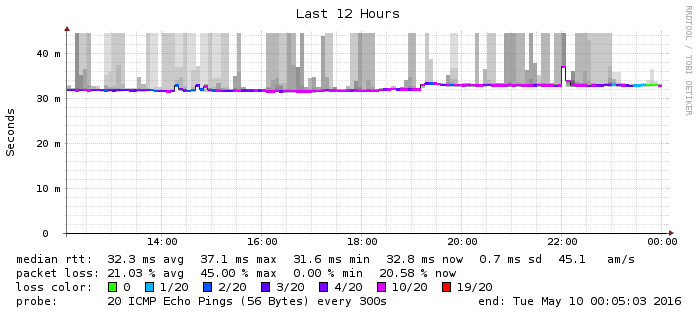 Last 12 Hours
RRDTOOL / TOBI OETIKER
Seconds
40 m
30 m
20 m
10 m
0
14:00 16:00 18:00 20:00 22:00 00:00
median rtt: 32.3 ms avg 37.1 ms max 31.6 ms min 32.8 ms now 0.7 ms sd 45.1 am/s
packet loss: 21.03 % avg 45.00 % max 0.00 % min 20.58 % now
loss color: 0 1/20 2/20 3/20 4/20 10/20 19/20
probe: 20 ICMP Echo Pings (56 Bytes) every 300s end: Tue May 10 00:05:03 2016